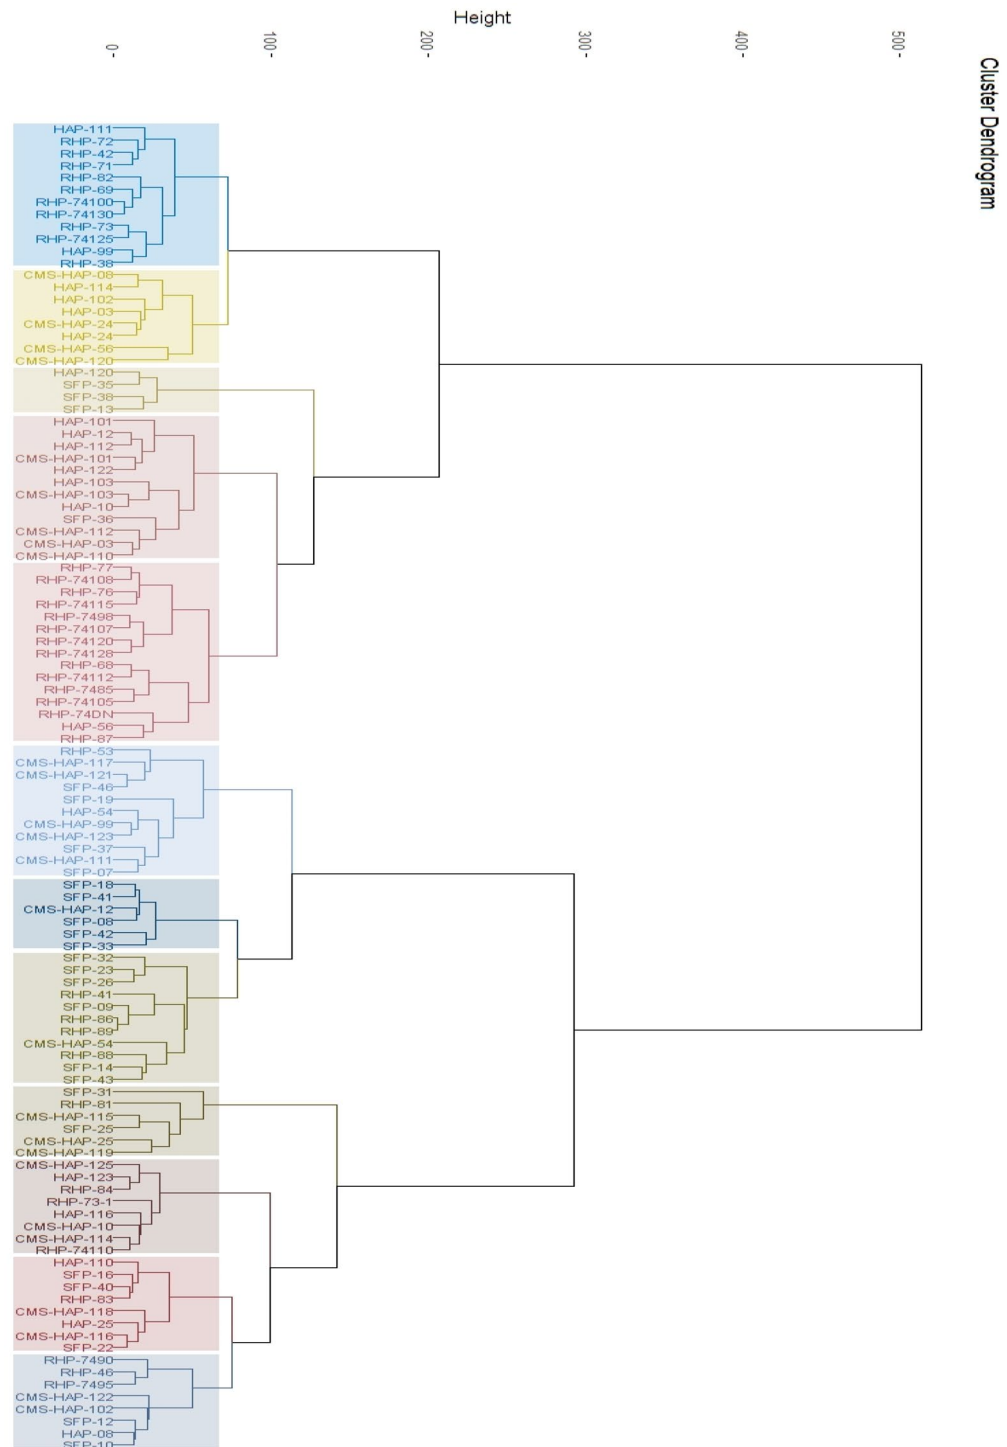 Height
0
100
200
300
400
500
Cluster Dendrogram
HAP-111
RHP-72
RHP-42
RHP-71
RHP-82
RHP-69
RHP-74100
RHP-74130
RHP-73
RHP-74125
HAP-99
RHP-38
CMS-HAP-08
HAP-114
HAP-102
HAP-03
CMS-HAP-24
HAP-24
CMS-HAP-56
CMS-HAP-120
HAP-120
SFP-35
SFP-38
SFP-13
HAP-101
HAP-12
HAP-112
CMS-HAP-101
HAP-122
HAP-103
CMS-HAP-103
HAP-10
SFP-36
CMS-HAP-112
CMS-HAP-03
CMS-HAP-110
RHP-77
RHP-74108
RHP-76
RHP-74115
RHP-7498
RHP-74107
RHP-74120
RHP-74128
RHP-68
RHP-74112
RHP-7485
RHP-74105
RHP-74DN
HAP-56
RHP-87
RHP-53
CMS-HAP-117
CMS-HAP-121
SFP-46
SFP-19
HAP-54
CMS-HAP-99
CMS-HAP-123
SFP-37
CMS-HAP-111
SFP-07
SFP-18
SFP-41
CMS-HAP-12
SFP-08
SFP-42
SFP-33
SFP-32
SFP-23
SFP-26
RHP-41
SFP-09
RHP-86
RHP-89
CMS-HAP-54
RHP-88
SFP-14
SFP-43
SFP-31
RHP-81
CMS-HAP-115
SFP-25
CMS-HAP-25
CMS-HAP-119
CMS-HAP-125
HAP-123
RHP-84
RHP-73-1
HAP-116
CMS-HAP-10
CMS-HAP-114
RHP-74110
HAP-110
SFP-16
SFP-40
RHP-83
CMS-HAP-118
HAP-25
CMS-HAP-116
SFP-22
RHP-7490
RHP-46
RHP-7495
CMS-HAP-122
CMS-HAP-102
SFP-12
HAP-08
SFP-10